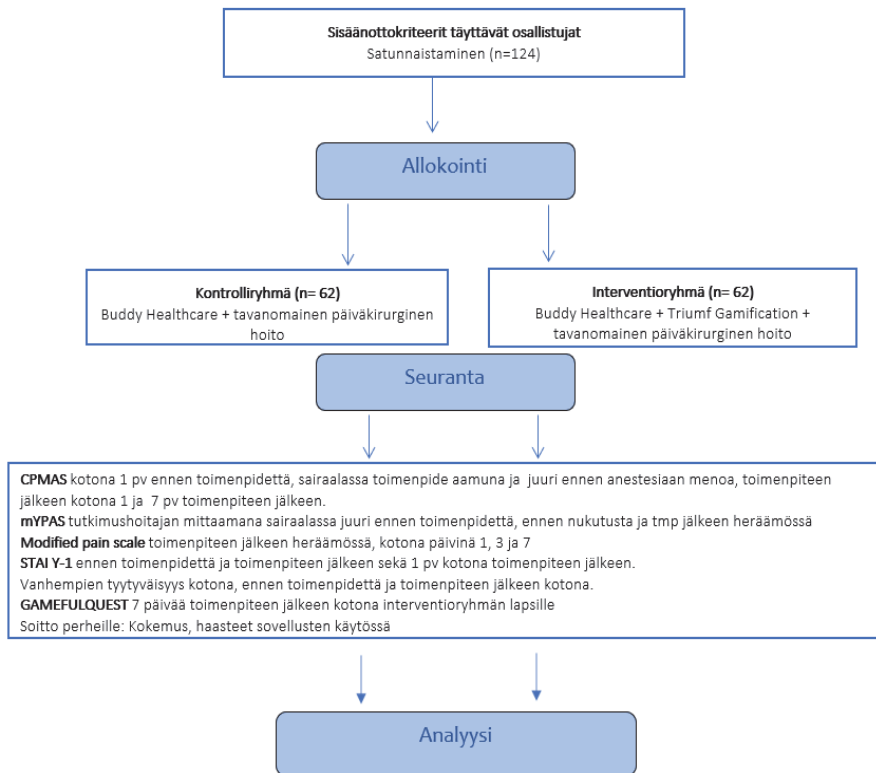 Sisäänottokriteerit täyttävät osallistujat
Satunnaistaminen (n=124)
Allokointi
Kontrolliryhmä (n= 62)
Buddy Healthcare + tavanomainen päiväkirurginen
hoito
Interventioryhmä (n= 62)
Buddy Healthcare + Triumf Gamification +
tavanomainen päiväkirurginen hoito
Seuranta
CPMAS kotona 1 pv ennen toimenpidettä, sairaalassa toimenpide aamuna ja juuri ennen anestesiaan menoa, toimenpiteen
jälkeen kotona 1 ja 7 pv toimenpiteen jälkeen.
mYPAS tutkimushoitajan mittaamana sairaalassa juuri ennen toimenpidettä, ennen nukutusta ja tmp jälkeen heräämössä
Modified pain scale toimenpiteen jälkeen heräämössä, kotona päivinä 1, 3 ja 7
STAI Y-1 ennen toimenpidettä ja toimenpiteen jälkeen sekä 1 pv kotona toimenpiteen jälkeen.
Vanhempien tyytyväisyys kotona, ennen toimenpidettä ja toimenpiteen jälkeen kotona.
GAMEFULQUEST 7 päivää toimenpiteen jälkeen kotona interventioryhmän lapsille
Soitto perheille: Kokemus, haasteet sovellusten käytössä
Analyysi